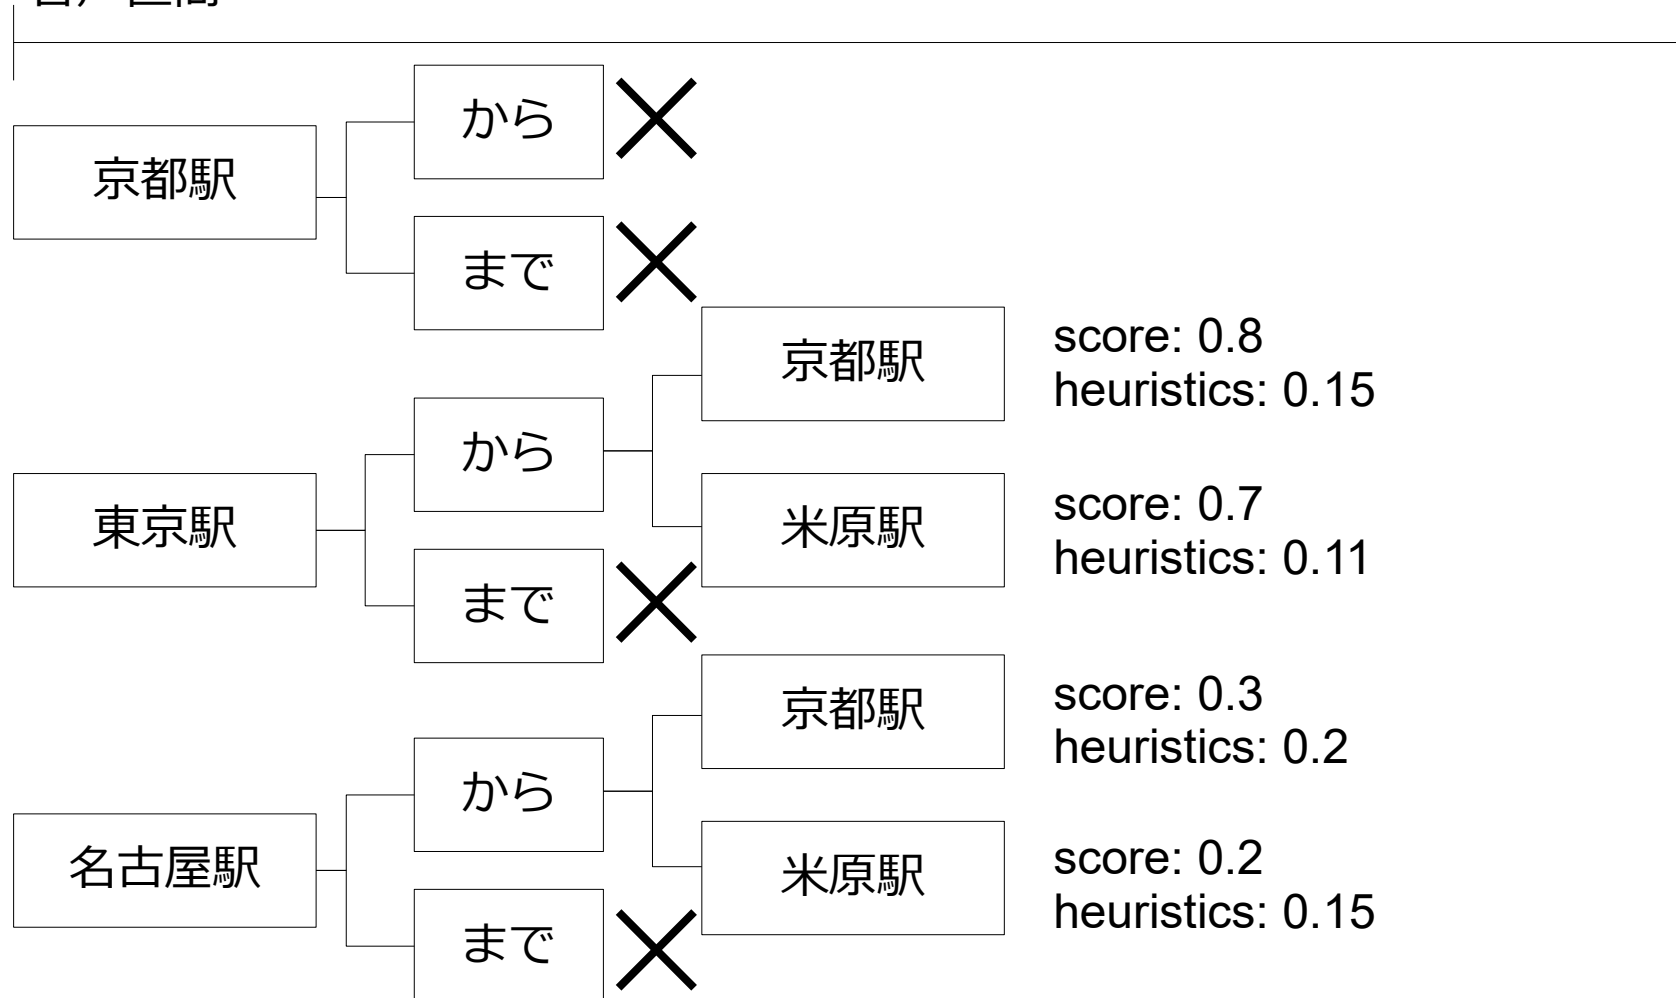 京都駅
から
まで
東京駅
から
京都駅
score: 0.8
heuristics: 0.15
米原駅
score: 0.7
heuristics: 0.11
まで
名古屋駅
から
京都駅
score: 0.3
heuristics: 0.2
米原駅
score: 0.2
heuristics: 0.15
まで